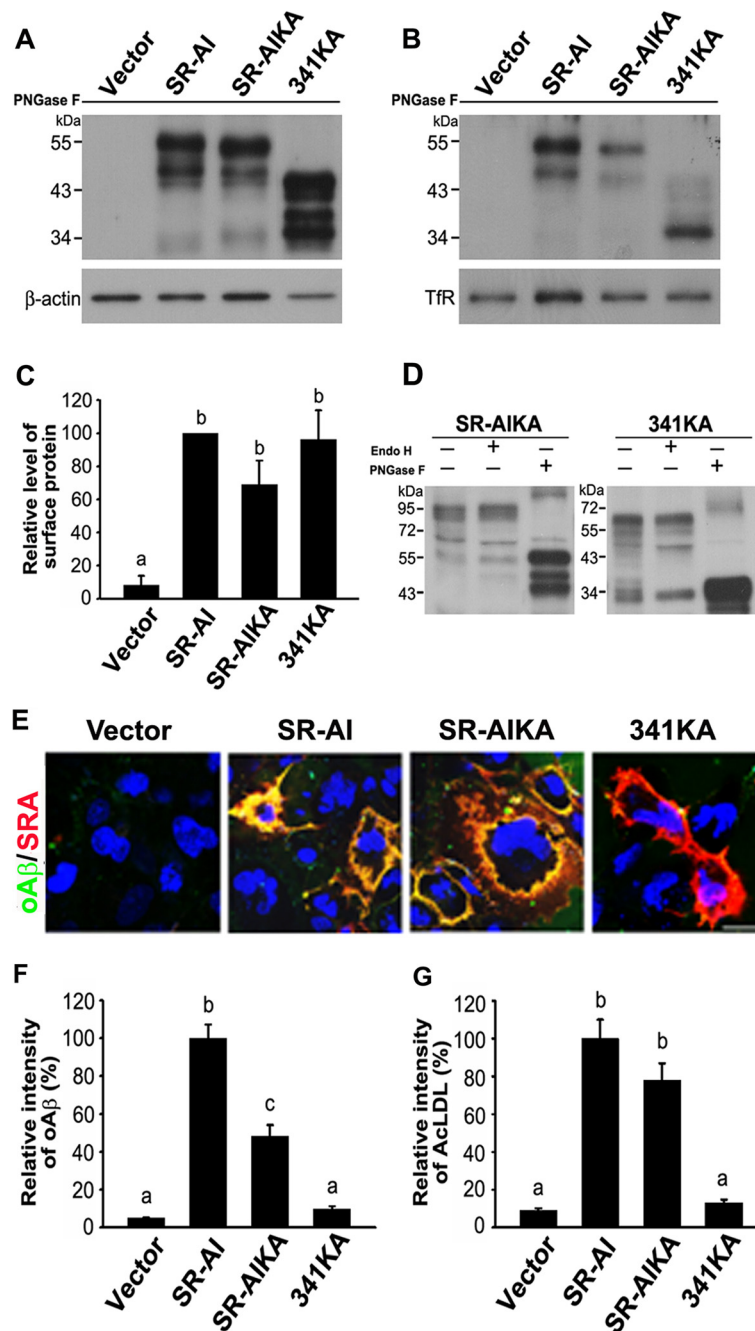 A
B
Vector
SR-AI
SR-AIKA
341KA
Vector
SR-AI
SR-AIKA
341KA
PNGase F
PNGase F
kDa
55
43
34
kDa
55
43
34
β-actin
TfR
C
Relative level of
surface protein
120
100
80
60
40
20
0
a
b
b
b
Vector
SR-AI
SR-AIKA
341KA
D
SR-AIKA
341KA
Endo H
— + —
— + —
PNGase F
— — +
— — +
kDa
95
72
55
43
kDa
72
55
43
34
E
Vector
SR-AI
SR-AIKA
341KA
oAβ/SRA
F
Relative intensity
of oAβ (%)
120
100
80
60
40
20
0
a
b
c
a
Vector
SR-AI
SR-AIKA
341KA
G
Relative intensity
of AcLDL (%)
120
100
80
60
40
20
0
a
b
b
a
Vector
SR-AI
SR-AIKA
341KA